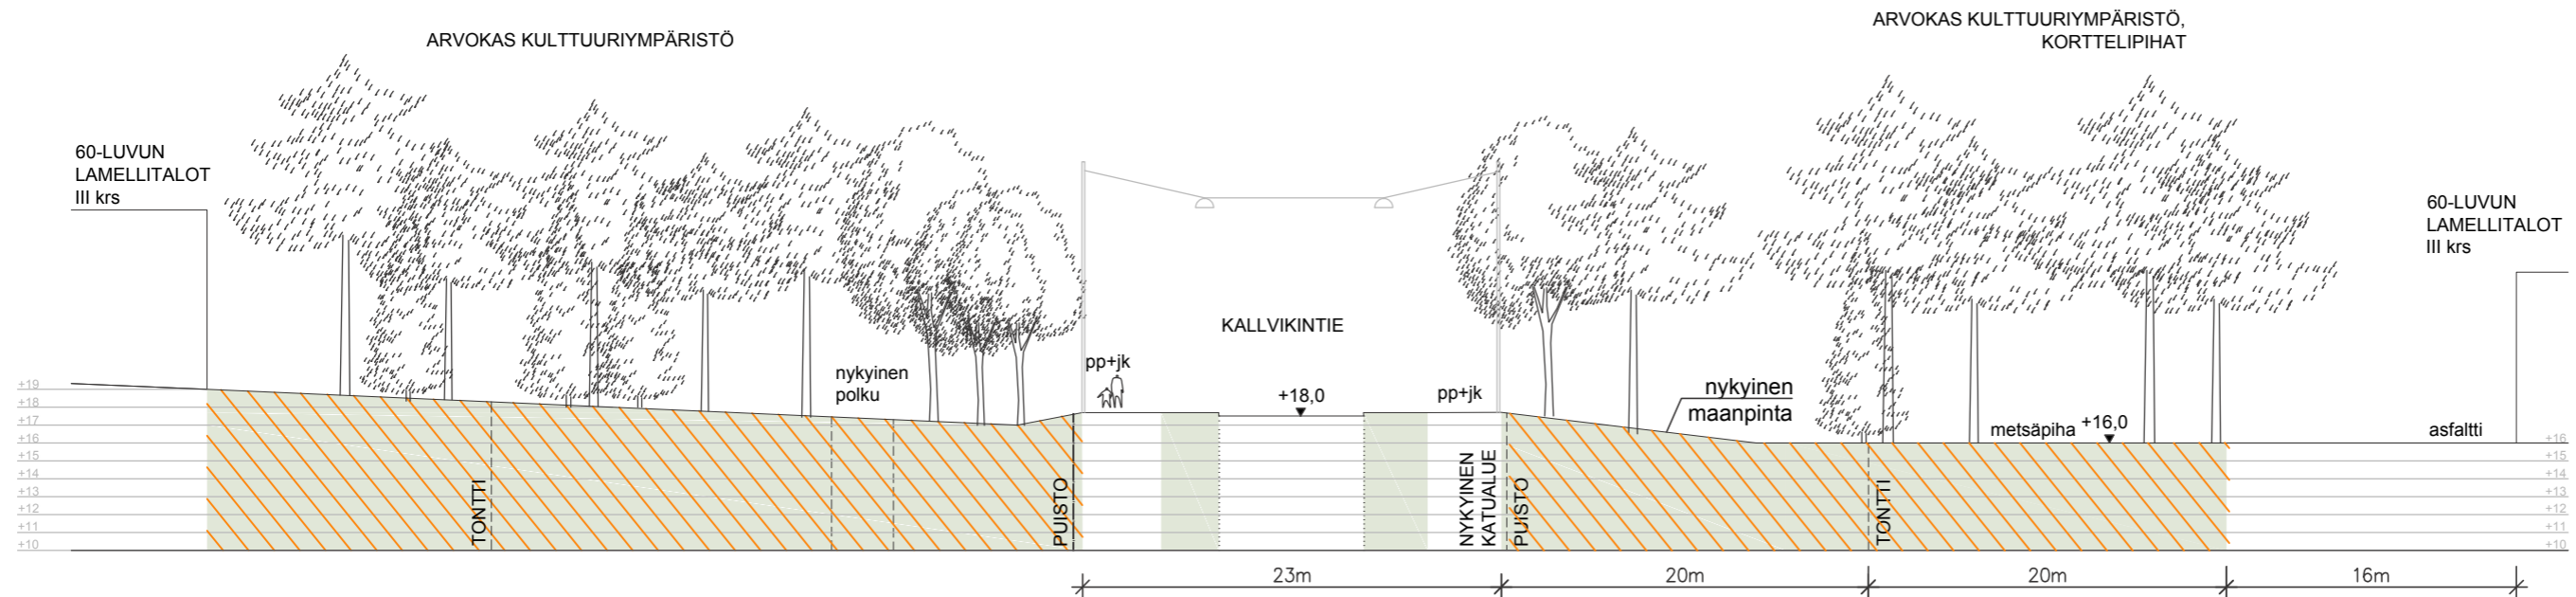 ARVOKAS KULTTUURIYMPÄRISTÖ
ARVOKAS KULTTUURIYMPÄRISTÖ,
KORTTELIPIHAT
60-LUVUN
LAMELLITALOT
III krs
60-LUVUN
LAMELLITALOT
III krs
KALLVIKINTIE
nykyinen
polku
pp+jk
+18,0
pp+jk
nykyinen
maanpinta
metsäpiha
+16,0
asfaltti
+19
+18
+17
+16
+15
+14
+13
+12
+11
+10
TONTTI
PUISTO
NYKYINEN
KATUALUE
PUISTO
TONTTI
+16
+15
+14
+13
+12
+11
+10
23m
20m
20m
16m